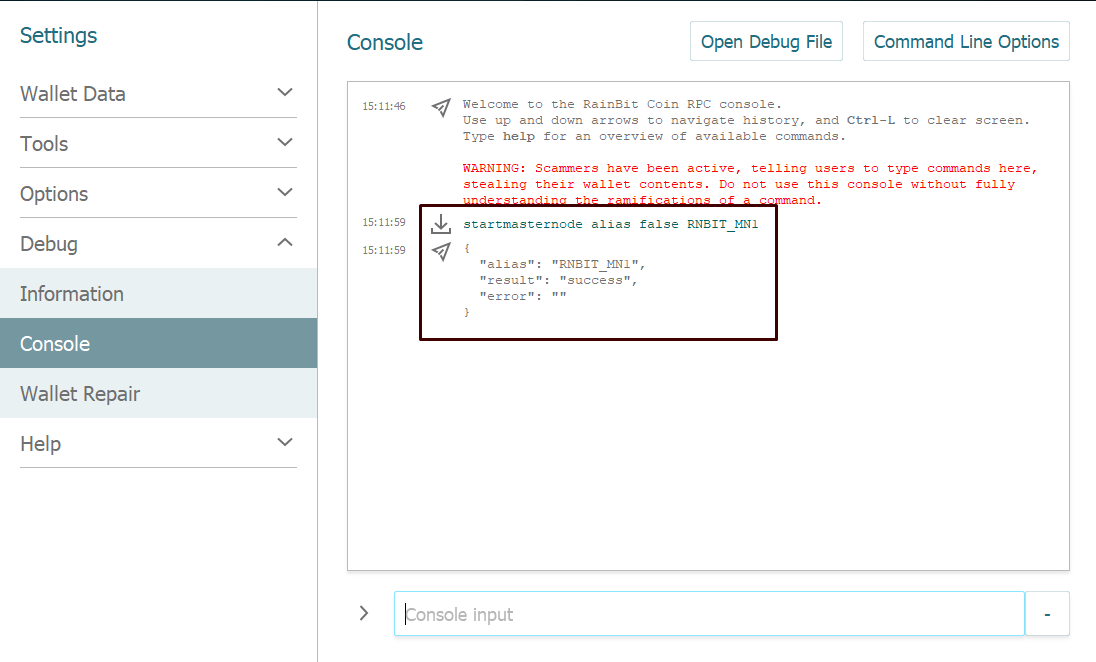 Settings
Wallet Data
Tools
Options
Debug
Information
Console
Wallet Repair
Help
Console
Open Debug File
Command Line Options
15:11:46
Welcome to the RainBit Coin RPC console.
Use up and down arrows to navigate history, and Ctrl-L to clear screen.
Type help for an overview of available commands.
WARNING: Scammers have been active, telling users to type commands here,
stealing their wallet contents. Do not use this console without fully
understanding the ramifications of a command.
15:11:59
startmasternode alias false RNBIT_MN1
15:11:59
{
"alias": "RNBIT_MN1",
"result": "success",
"error": ""
}
Console input
-